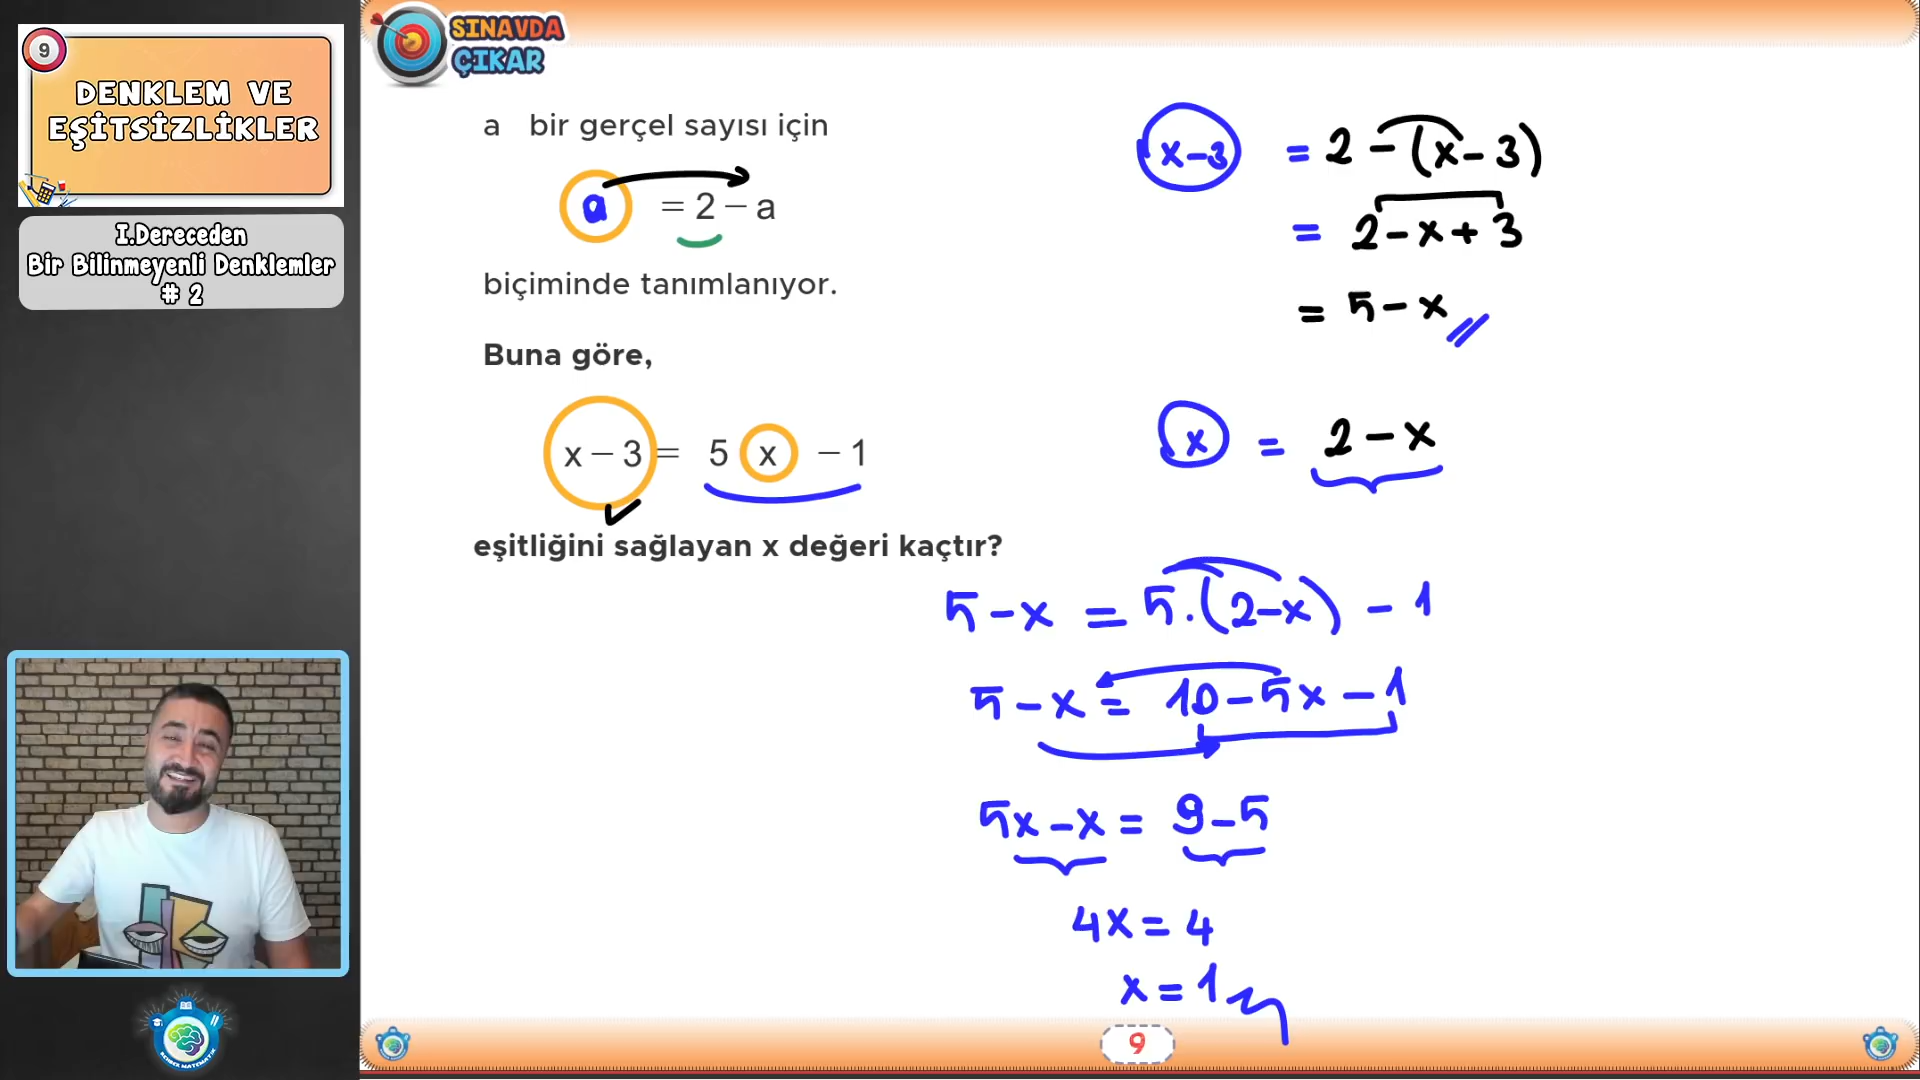 9
DENKLEM VE
EŞİTSİZLİKLER
I.Dereceden
Bir Bilinmeyenli Denklemler
# 2
SINAVDA
ÇIKAR
a bir gerçel sayısı için
a = 2 − a
biçiminde tanımlanıyor.
Buna göre,
x − 3 = 5 x − 1
eşitliğini sağlayan x değeri kaçtır?
x−3 = 2 −(x−3)
= 2−x+3
= 5−x
x = 2−x
5−x = 5.(2−x) − 1
5−x = 10−5x−1
5x−x = 9−5
4x = 4
x = 1
9
REHBER MATEMATİK